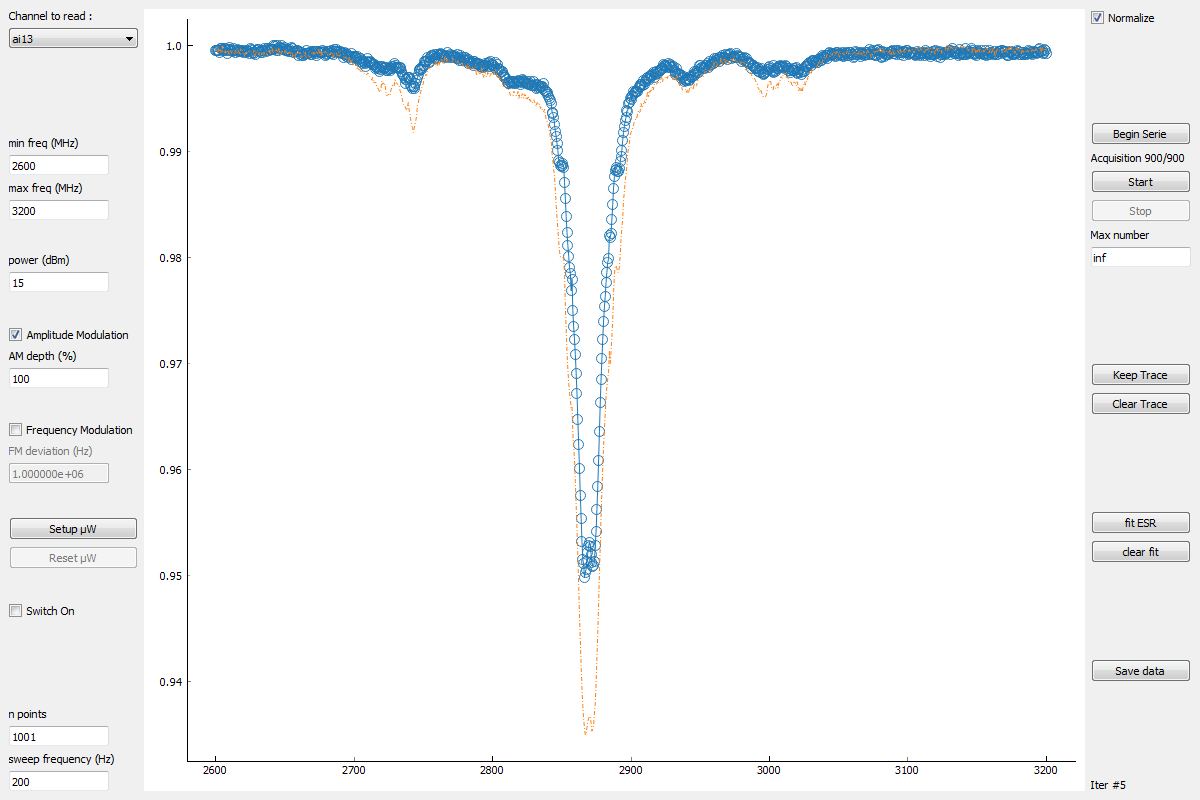 Channel to read :
ai13
min freq (MHz)
2600
max freq (MHz)
3200
power (dBm)
15
Amplitude Modulation
AM depth (%)
100
Frequency Modulation
FM deviation (Hz)
1.000000e+06
Setup µW
Reset µW
Switch On
n points
1001
sweep frequency (Hz)
200
1.0
0.99
0.98
0.97
0.96
0.95
0.94
2600 2700 2800 2900 3000 3100 3200
Normalize
Begin Serie
Acquisition 900/900
Start
Stop
Max number
inf
Keep Trace
Clear Trace
fit ESR
clear fit
Save data
Iter #5